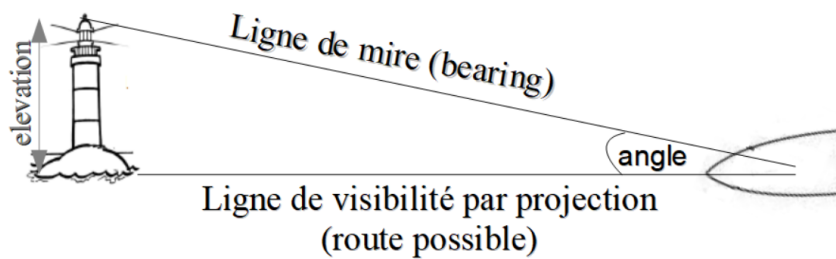 elevation
Ligne de mire (bearing)
angle
Ligne de visibilité par projection
(route possible)